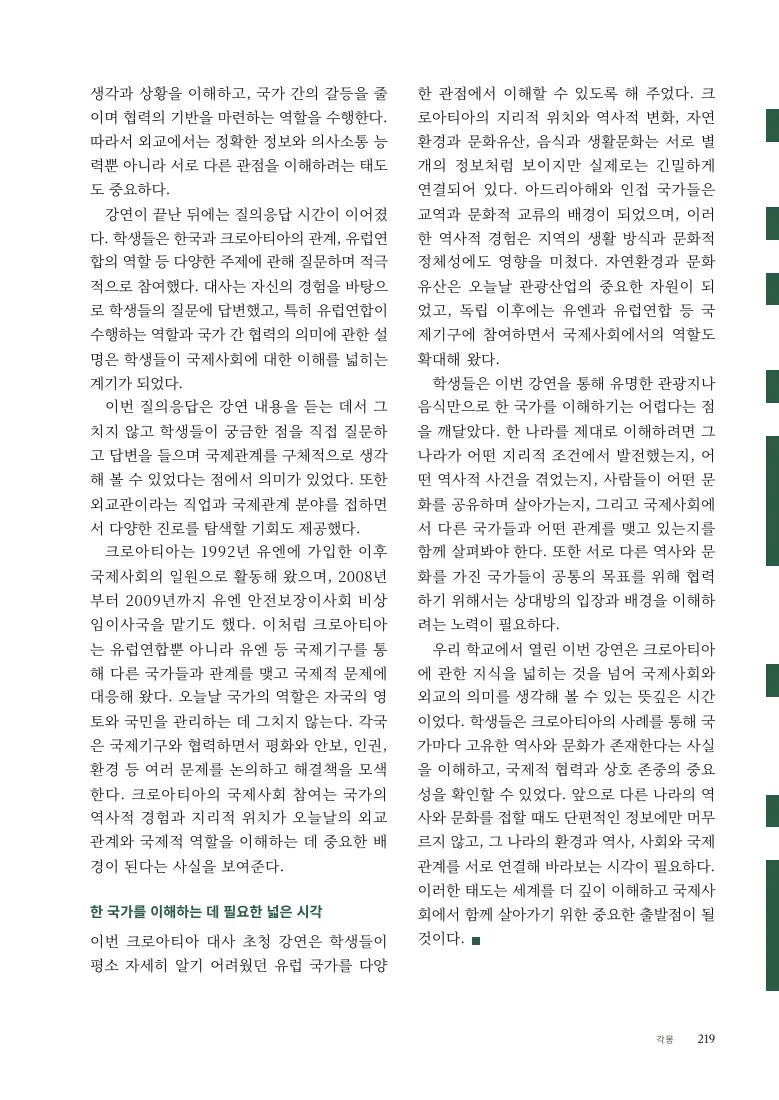 생각과 상황을 이해하고, 국가 간의 갈등을 줄
이며 협력의 기반을 마련하는 역할을 수행한다.
따라서 외교에서는 정확한 정보와 의사소통 능
력뿐 아니라 서로 다른 관점을 이해하려는 태도
도 중요하다.
강연이 끝난 뒤에는 질의응답 시간이 이어졌
다. 학생들은 한국과 크로아티아의 관계, 유럽연
합의 역할 등 다양한 주제에 관해 질문하며 적극
적으로 참여했다. 대사는 자신의 경험을 바탕으
로 학생들의 질문에 답변했고, 특히 유럽연합이
수행하는 역할과 국가 간 협력의 의미에 관한 설
명은 학생들이 국제사회에 대한 이해를 넓히는
계기가 되었다.
이번 질의응답은 강연 내용을 듣는 데서 그
치지 않고 학생들이 궁금한 점을 직접 질문하
고 답변을 들으며 국제관계를 구체적으로 생각
해 볼 수 있었다는 점에서 의미가 있었다. 또한
외교관이라는 직업과 국제관계 분야를 접하면
서 다양한 진로를 탐색할 기회도 제공했다.
크로아티아는 1992년 유엔에 가입한 이후
국제사회의 일원으로 활동해 왔으며, 2008년
부터 2009년까지 유엔 안전보장이사회 비상
임이사국을 맡기도 했다. 이처럼 크로아티아
는 유럽연합뿐 아니라 유엔 등 국제기구를 통
해 다른 국가들과 관계를 맺고 국제적 문제에
대응해 왔다. 오늘날 국가의 역할은 자국의 영
토와 국민을 관리하는 데 그치지 않는다. 각국
은 국제기구와 협력하면서 평화와 안보, 인권,
환경 등 여러 문제를 논의하고 해결책을 모색
한다. 크로아티아의 국제사회 참여는 국가의
역사적 경험과 지리적 위치가 오늘날의 외교
관계와 국제적 역할을 이해하는 데 중요한 배
경이 된다는 사실을 보여준다.
한 국가를 이해하는 데 필요한 넓은 시각
이번 크로아티아 대사 초청 강연은 학생들이
평소 자세히 알기 어려웠던 유럽 국가를 다양
한 관점에서 이해할 수 있도록 해 주었다. 크
로아티아의 지리적 위치와 역사적 변화, 자연
환경과 문화유산, 음식과 생활문화는 서로 별
개의 정보처럼 보이지만 실제로는 긴밀하게
연결되어 있다. 아드리아해와 인접 국가들은
교역과 문화적 교류의 배경이 되었으며, 이러
한 역사적 경험은 지역의 생활 방식과 문화적
정체성에도 영향을 미쳤다. 자연환경과 문화
유산은 오늘날 관광산업의 중요한 자원이 되
었고, 독립 이후에는 유엔과 유럽연합 등 국
제기구에 참여하면서 국제사회에서의 역할도
확대해 왔다.
학생들은 이번 강연을 통해 유명한 관광지나
음식만으로 한 국가를 이해하기는 어렵다는 점
을 깨달았다. 한 나라를 제대로 이해하려면 그
나라가 어떤 지리적 조건에서 발전했는지, 어
떤 역사적 사건을 겪었는지, 사람들이 어떤 문
화를 공유하며 살아가는지, 그리고 국제사회에
서 다른 국가들과 어떤 관계를 맺고 있는지를
함께 살펴봐야 한다. 또한 서로 다른 역사와 문
화를 가진 국가들이 공통의 목표를 위해 협력
하기 위해서는 상대방의 입장과 배경을 이해하
려는 노력이 필요하다.
우리 학교에서 열린 이번 강연은 크로아티아
에 관한 지식을 넓히는 것을 넘어 국제사회와
외교의 의미를 생각해 볼 수 있는 뜻깊은 시간
이었다. 학생들은 크로아티아의 사례를 통해 국
가마다 고유한 역사와 문화가 존재한다는 사실
을 이해하고, 국제적 협력과 상호 존중의 중요
성을 확인할 수 있었다. 앞으로 다른 나라의 역
사와 문화를 접할 때도 단편적인 정보에만 머무
르지 않고, 그 나라의 환경과 역사, 사회와 국제
관계를 서로 연결해 바라보는 시각이 필요하다.
이러한 태도는 세계를 더 깊이 이해하고 국제사
회에서 함께 살아가기 위한 중요한 출발점이 될
것이다. ■
각몽 219